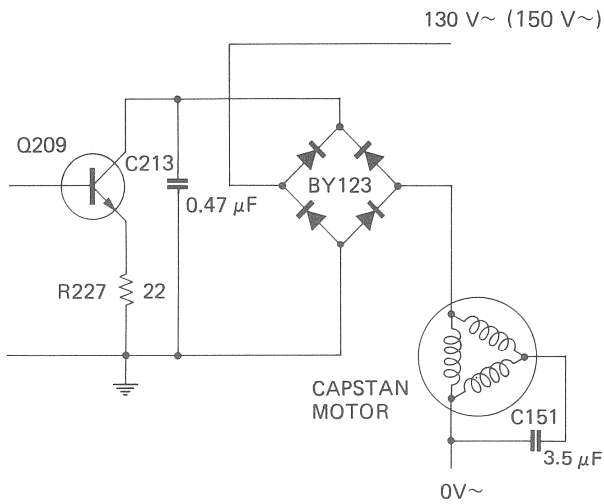 130 V~ (150 V~)
Q209
C213
0.47 µF
BY123
R227 22
CAPSTAN
MOTOR
C151
3.5 µF
0V~